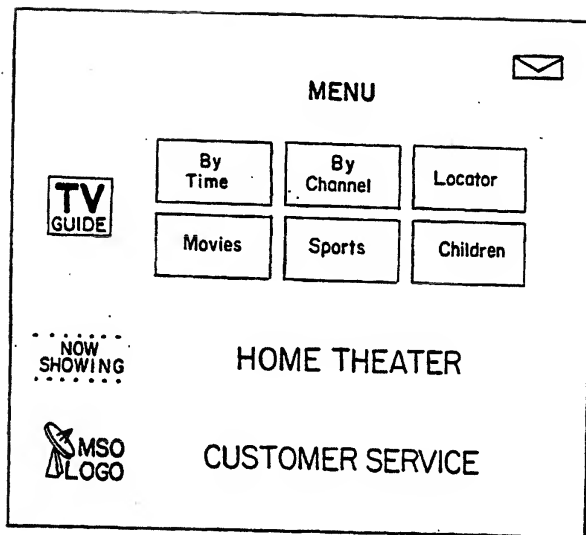 MENU
By
Time
By
Channel
Locator
TV
GUIDE
Movies
Sports
Children
NOW
SHOWING
HOME THEATER
MSO
LOGO
CUSTOMER SERVICE